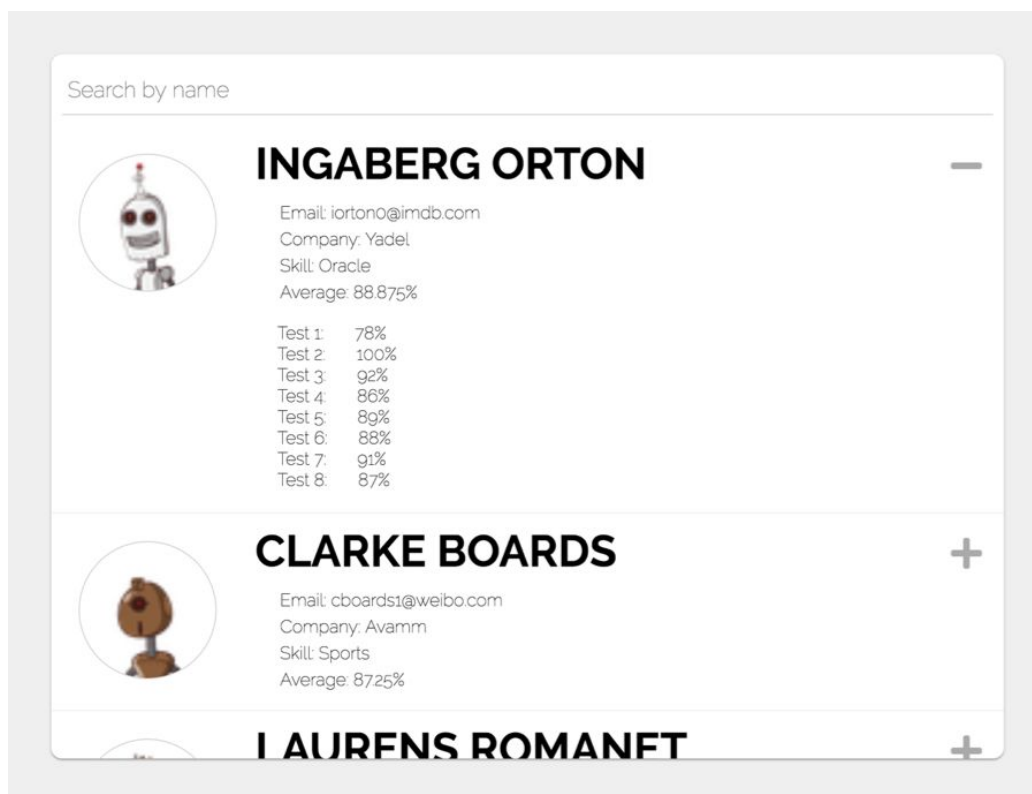 Search by name
INGABERG ORTON
Email: iorton0@imdb.com
Company: Yadel
Skill: Oracle
Average: 88.875%
Test 1: 78%
Test 2: 100%
Test 3: 92%
Test 4: 86%
Test 5: 89%
Test 6: 88%
Test 7: 91%
Test 8: 87%
CLARKE BOARDS
Email: cboards1@weibo.com
Company: Avamm
Skill: Sports
Average: 87.25%
LAURENS ROMANET